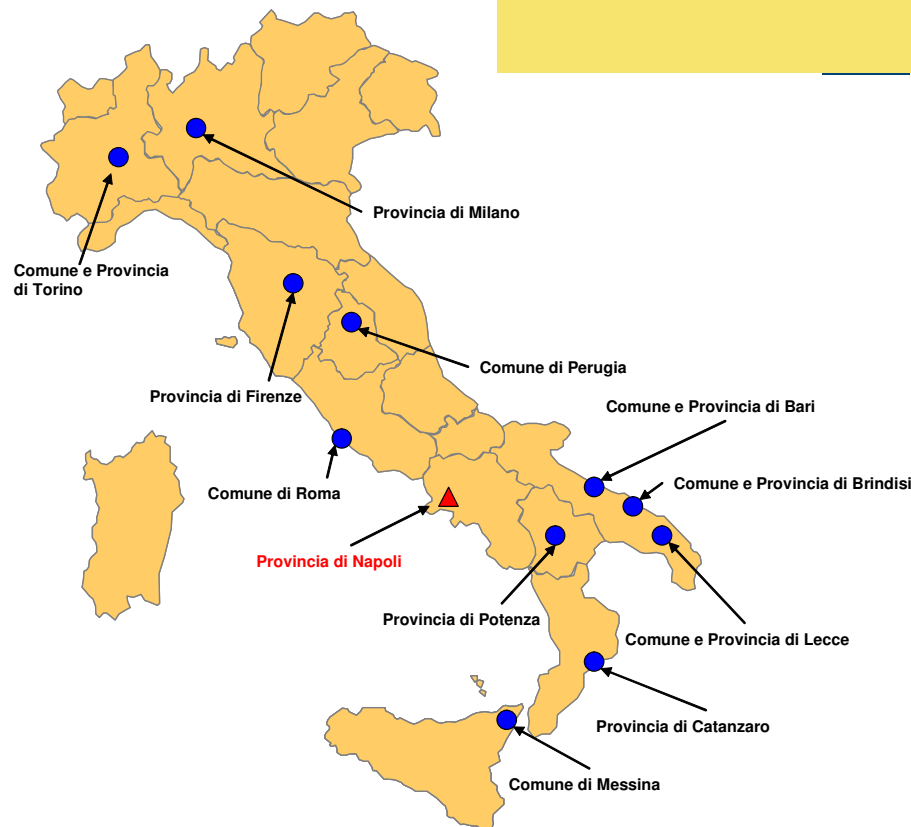 Provincia di Milano
Comune e Provincia
di Torino
Comune di Perugia
Provincia di Firenze
Comune e Provincia di Bari
Comune di Roma
Comune e Provincia di Brindisi
Provincia di Napoli
Provincia di Potenza
Comune e Provincia di Lecce
Provincia di Catanzaro
Comune di Messina